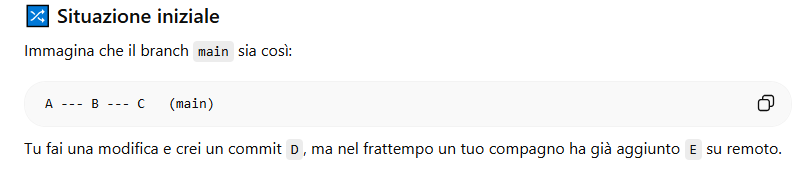 🔀 Situazione iniziale
Immagina che il branch main sia così:
A --- B --- C   (main)
Tu fai una modifica e crei un commit D, ma nel frattempo un tuo compagno ha già aggiunto E su remoto.